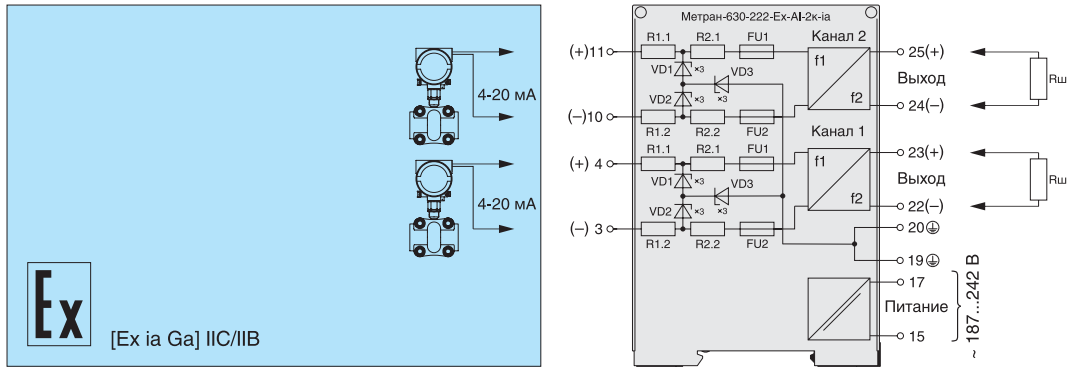 4-20 мА
4-20 мА
Ex
[Ex ia Ga] IIC/IIB
Метран-630-222-Ex-AI-2к-ia
R1.1 R2.1 FU1 Канал 2
(+)11 f1 25(+)
VD1 ×3 VD3 Выход Rш
VD2 ×3 ×3 f2
(–)10 24(–)
R1.2 R2.2 FU2 Канал 1
R1.1 R2.1 FU1
(+) 4 f1 23(+)
VD1 ×3 VD3 Выход Rш
VD2 ×3 ×3 f2 22(–)
(–) 3 20
R1.2 R2.2 FU2
19
17
Питание ~ 187...242 В
15